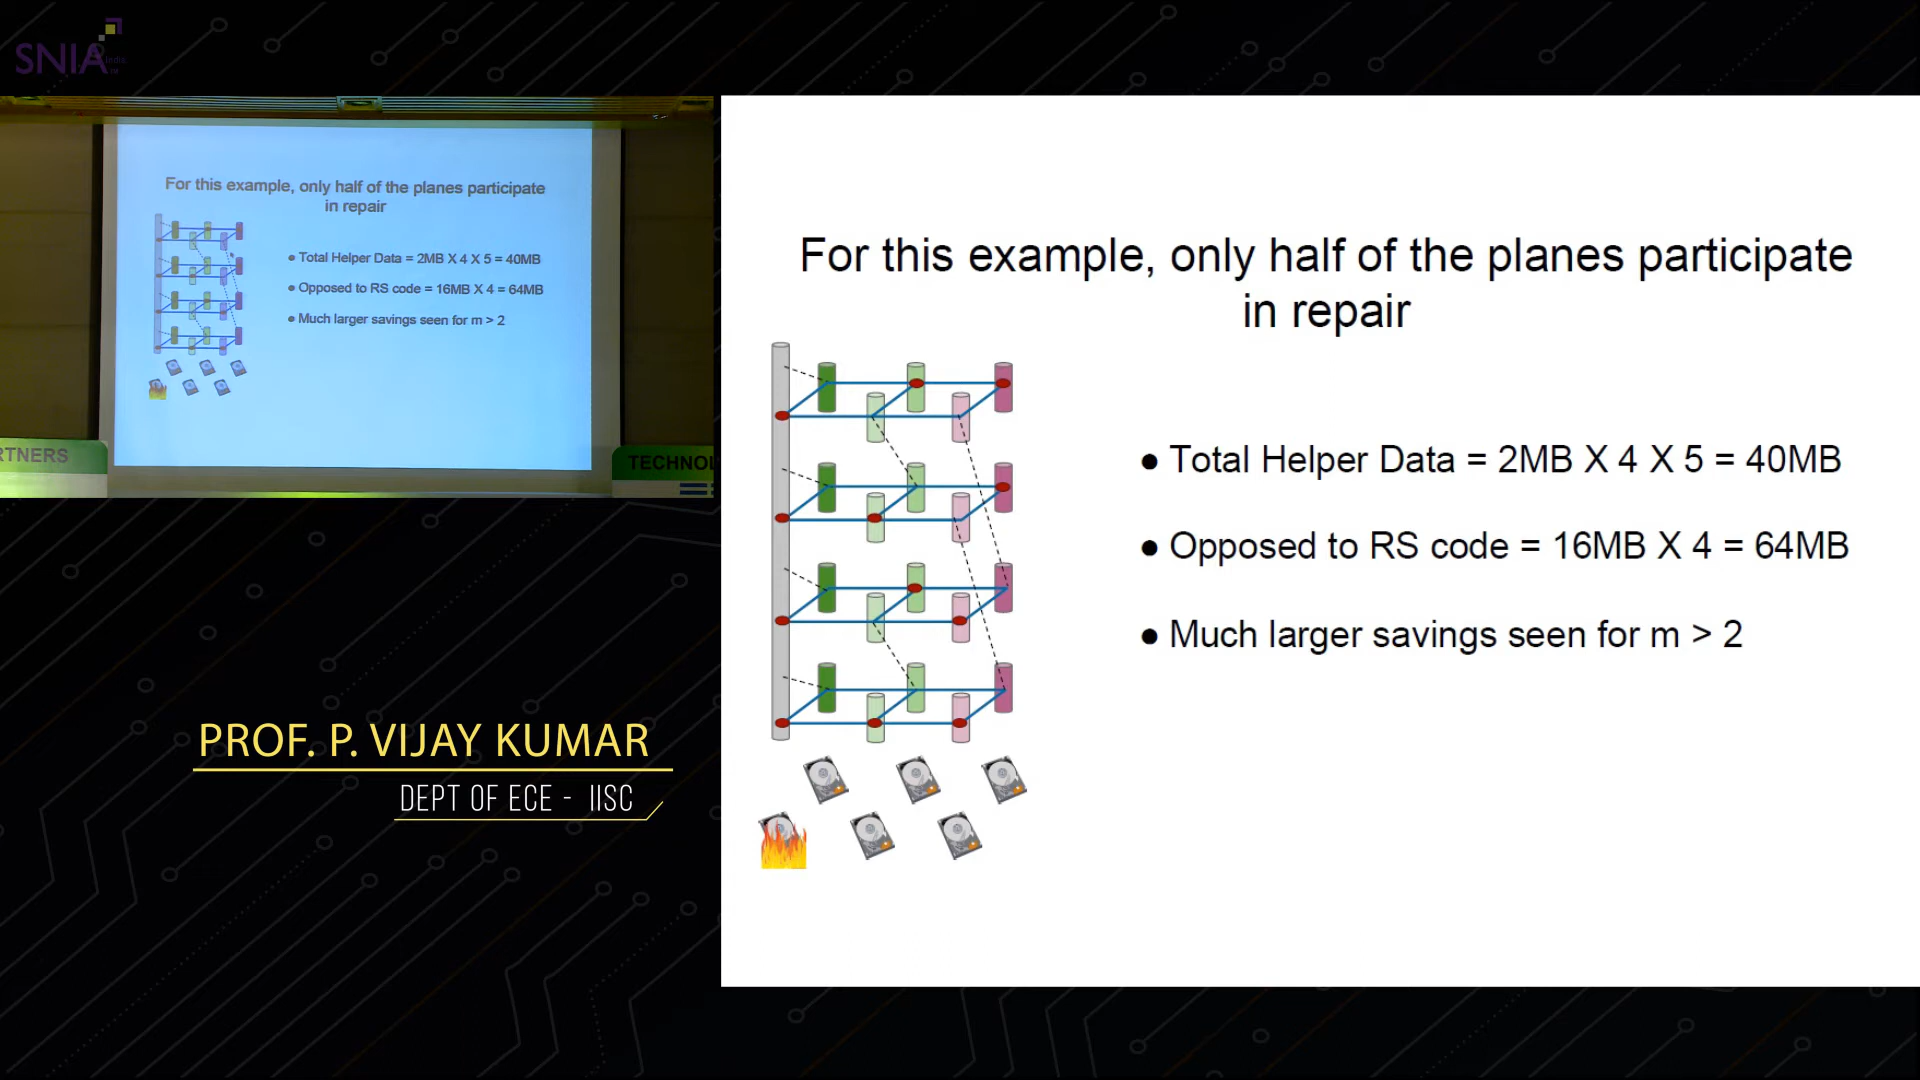 SNIA
India
For this example, only half of the planes participate
in repair
● Total Helper Data = 2MB X 4 X 5 = 40MB
● Opposed to RS code = 16MB X 4 = 64MB
● Much larger savings seen for m > 2
RTNERS
TECHNOL
For this example, only half of the planes participate
in repair
● Total Helper Data = 2MB X 4 X 5 = 40MB
● Opposed to RS code = 16MB X 4 = 64MB
● Much larger savings seen for m > 2
PROF. P. VIJAY KUMAR
DEPT OF ECE - IISC